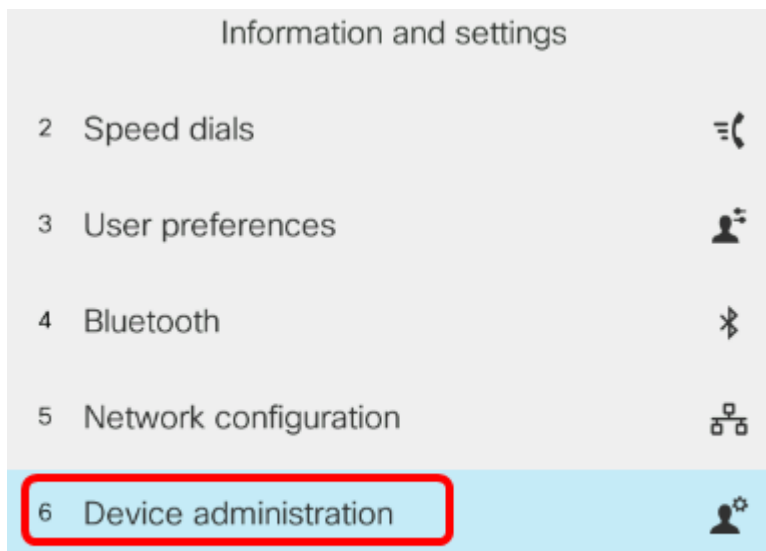 Information and settings
2 Speed dials
3 User preferences
4 Bluetooth
5 Network configuration
6 Device administration